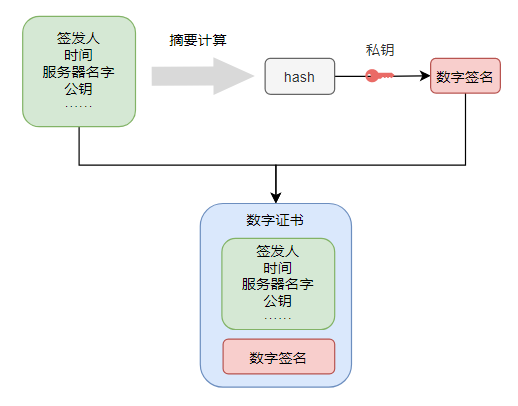 签发人
时间
服务器名字
公钥
······
摘要计算
hash
私钥
数字签名
数字证书
签发人
时间
服务器名字
公钥
······
数字签名